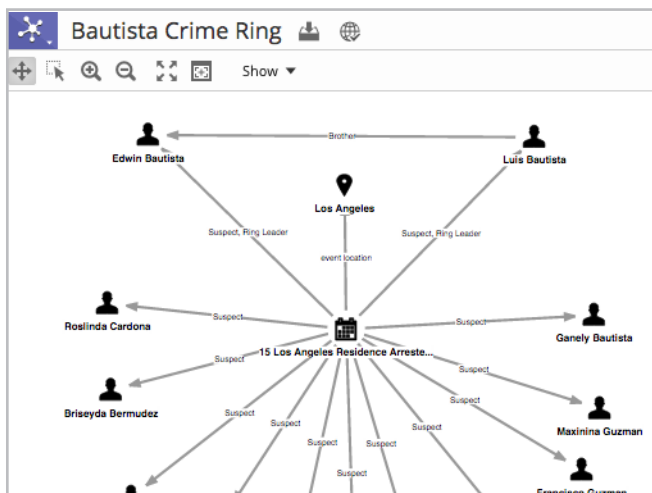 Bautista Crime Ring
Show
Brother
Edwin Bautista
Luis Bautista
Los Angeles
Suspect, Ring Leader
Suspect, Ring Leader
event location
Suspect
Suspect
Roslinda Cardona
Ganely Bautista
15 Los Angeles Residence Arreste...
Suspect
Suspect
Briseyda Bermudez
Suspect
Suspect
Maxinina Guzman
Suspect
Suspect
Suspect
Suspect
Suspect
Francisco Guzman